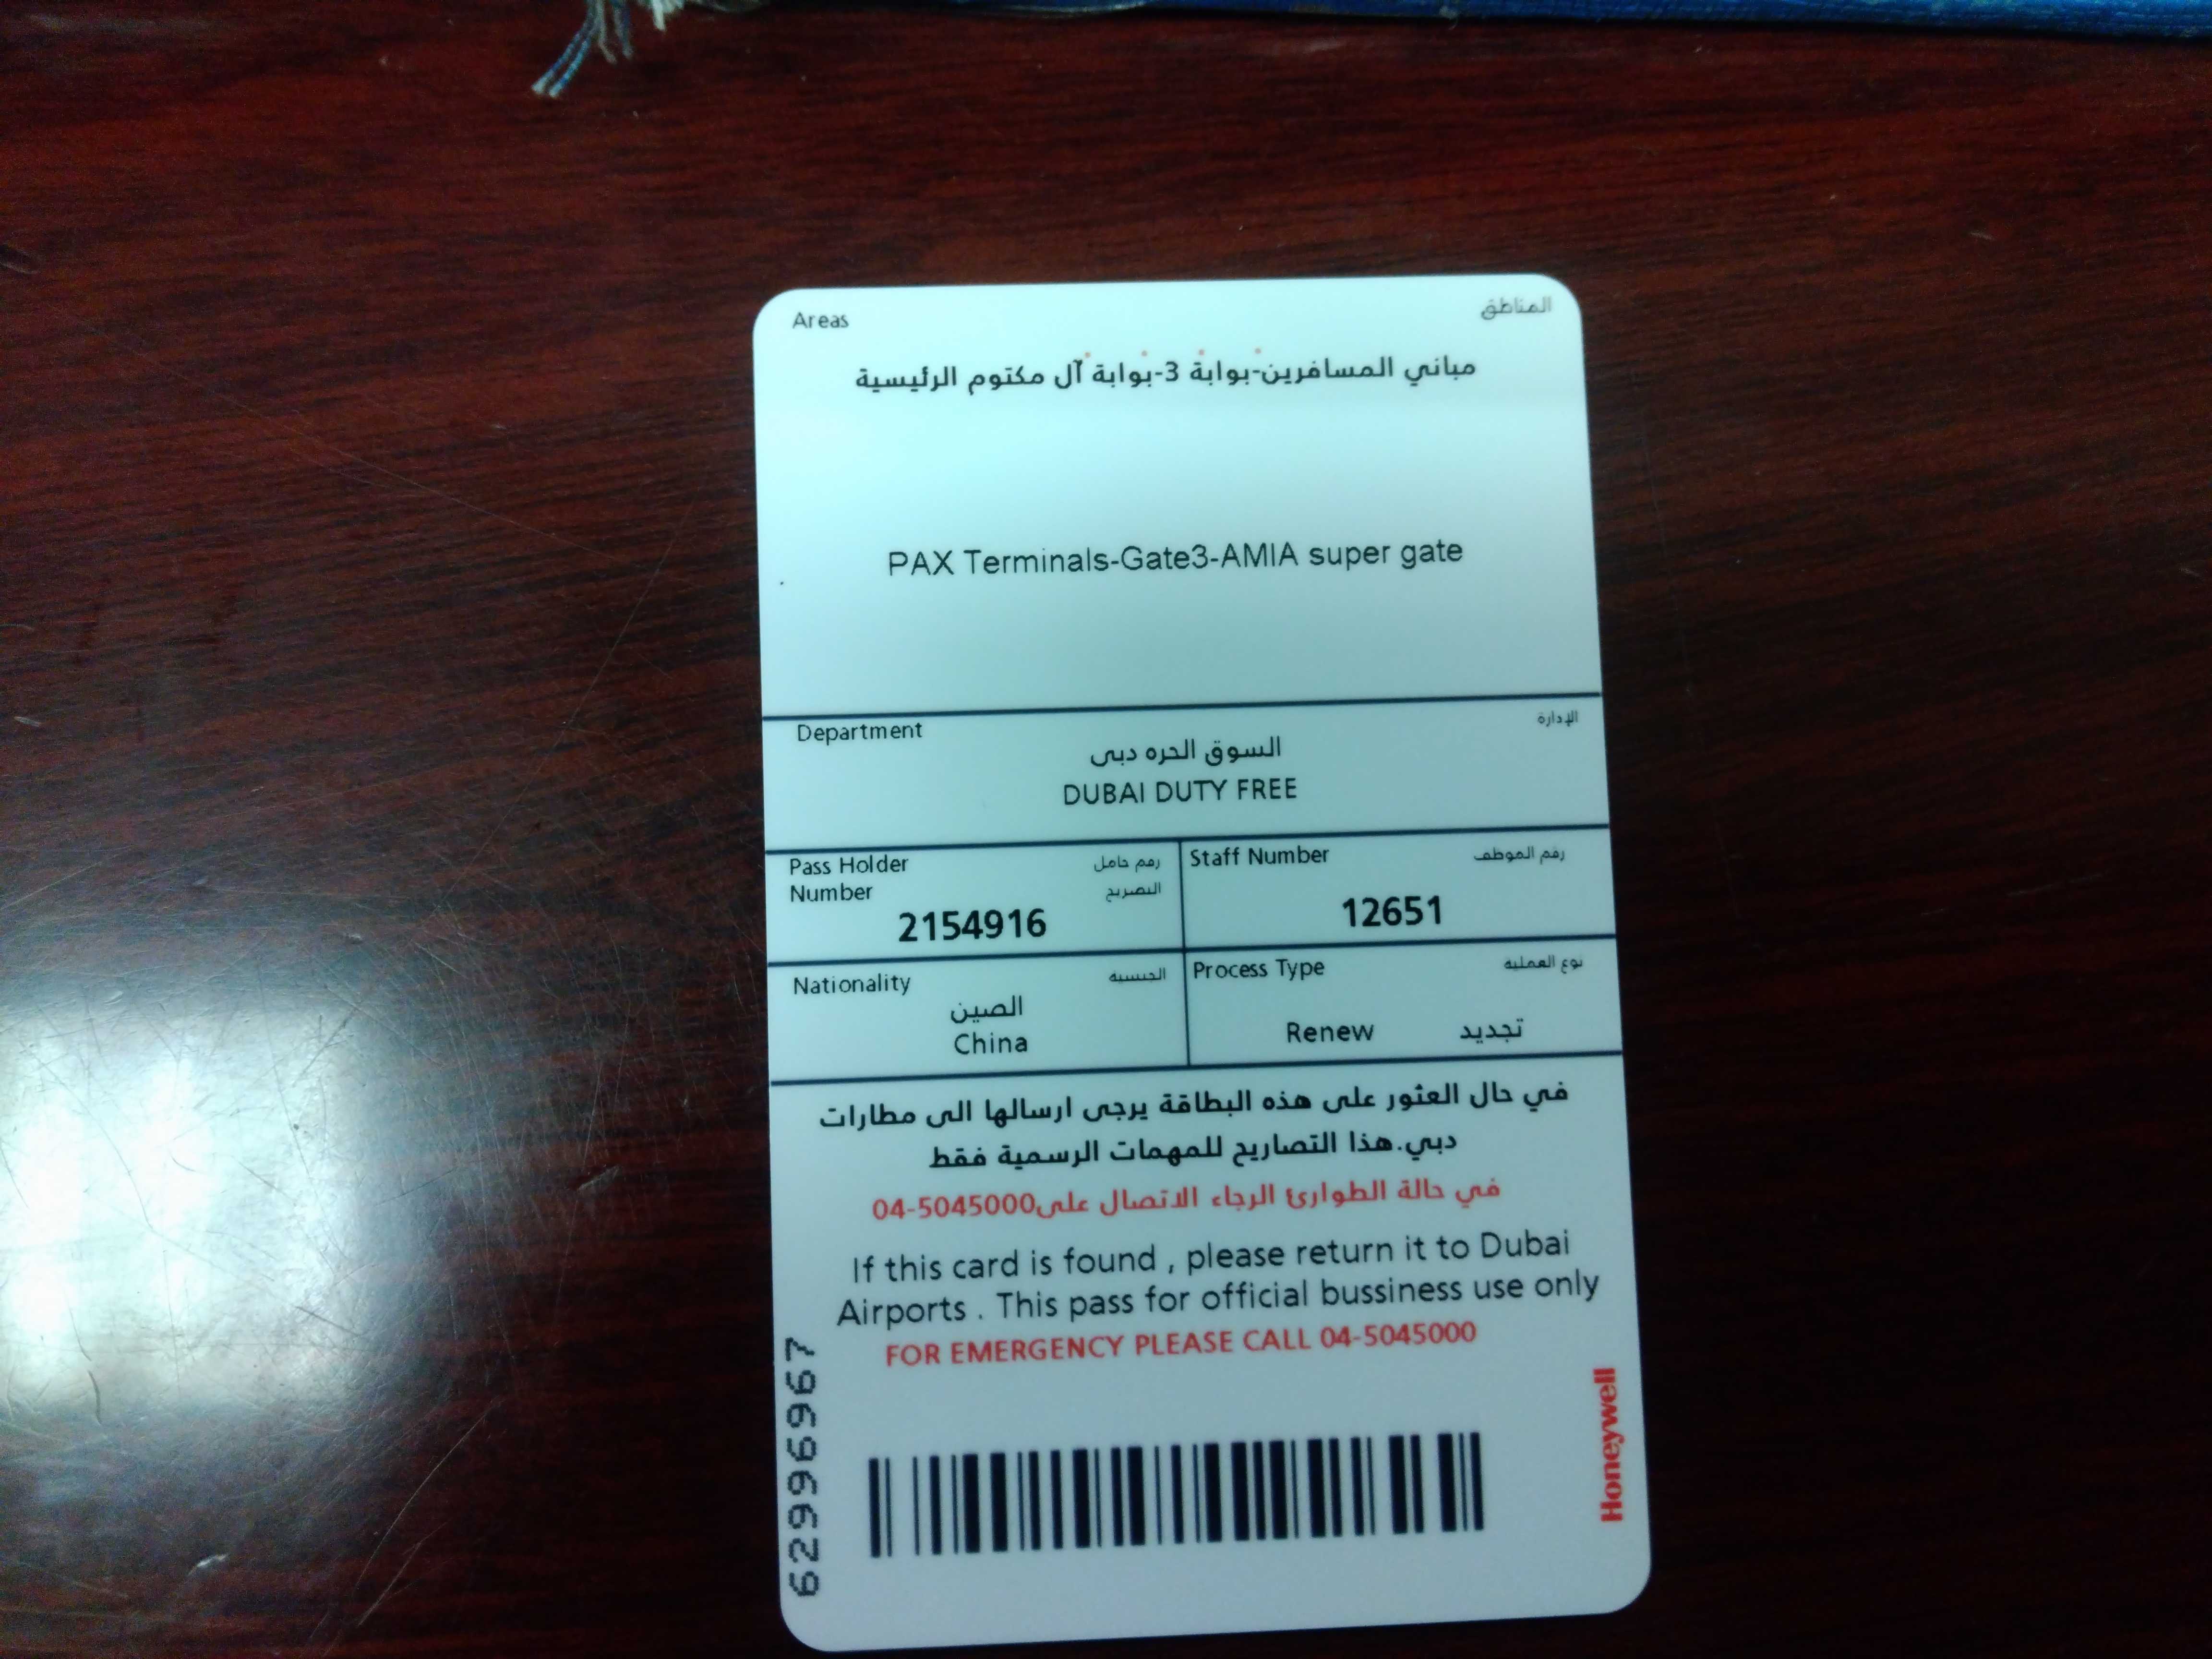 Areas
المناطق
مباني المسافرين-بوابة 3-بوابة آل مكتوم الرئيسية
PAX Terminals-Gate3-AMIA super gate
Department
الإدارة
السوق الحره دبى
DUBAI DUTY FREE
Pass Holder
Number
رقم حامل
التصريح
2154916
Staff Number
رقم الموظف
12651
Nationality
الجنسية
الصين
China
Process Type
نوع العملية
Renew
تجديد
في حال العثور على هذه البطاقة يرجى ارسالها الى مطارات
دبي.هذا التصاريح للمهمات الرسمية فقط
في حالة الطوارئ الرجاء الاتصال على04-5045000
If this card is found , please return it to Dubai
Airports . This pass for official bussiness use only
FOR EMERGENCY PLEASE CALL 04-5045000
62996967
Honeywell